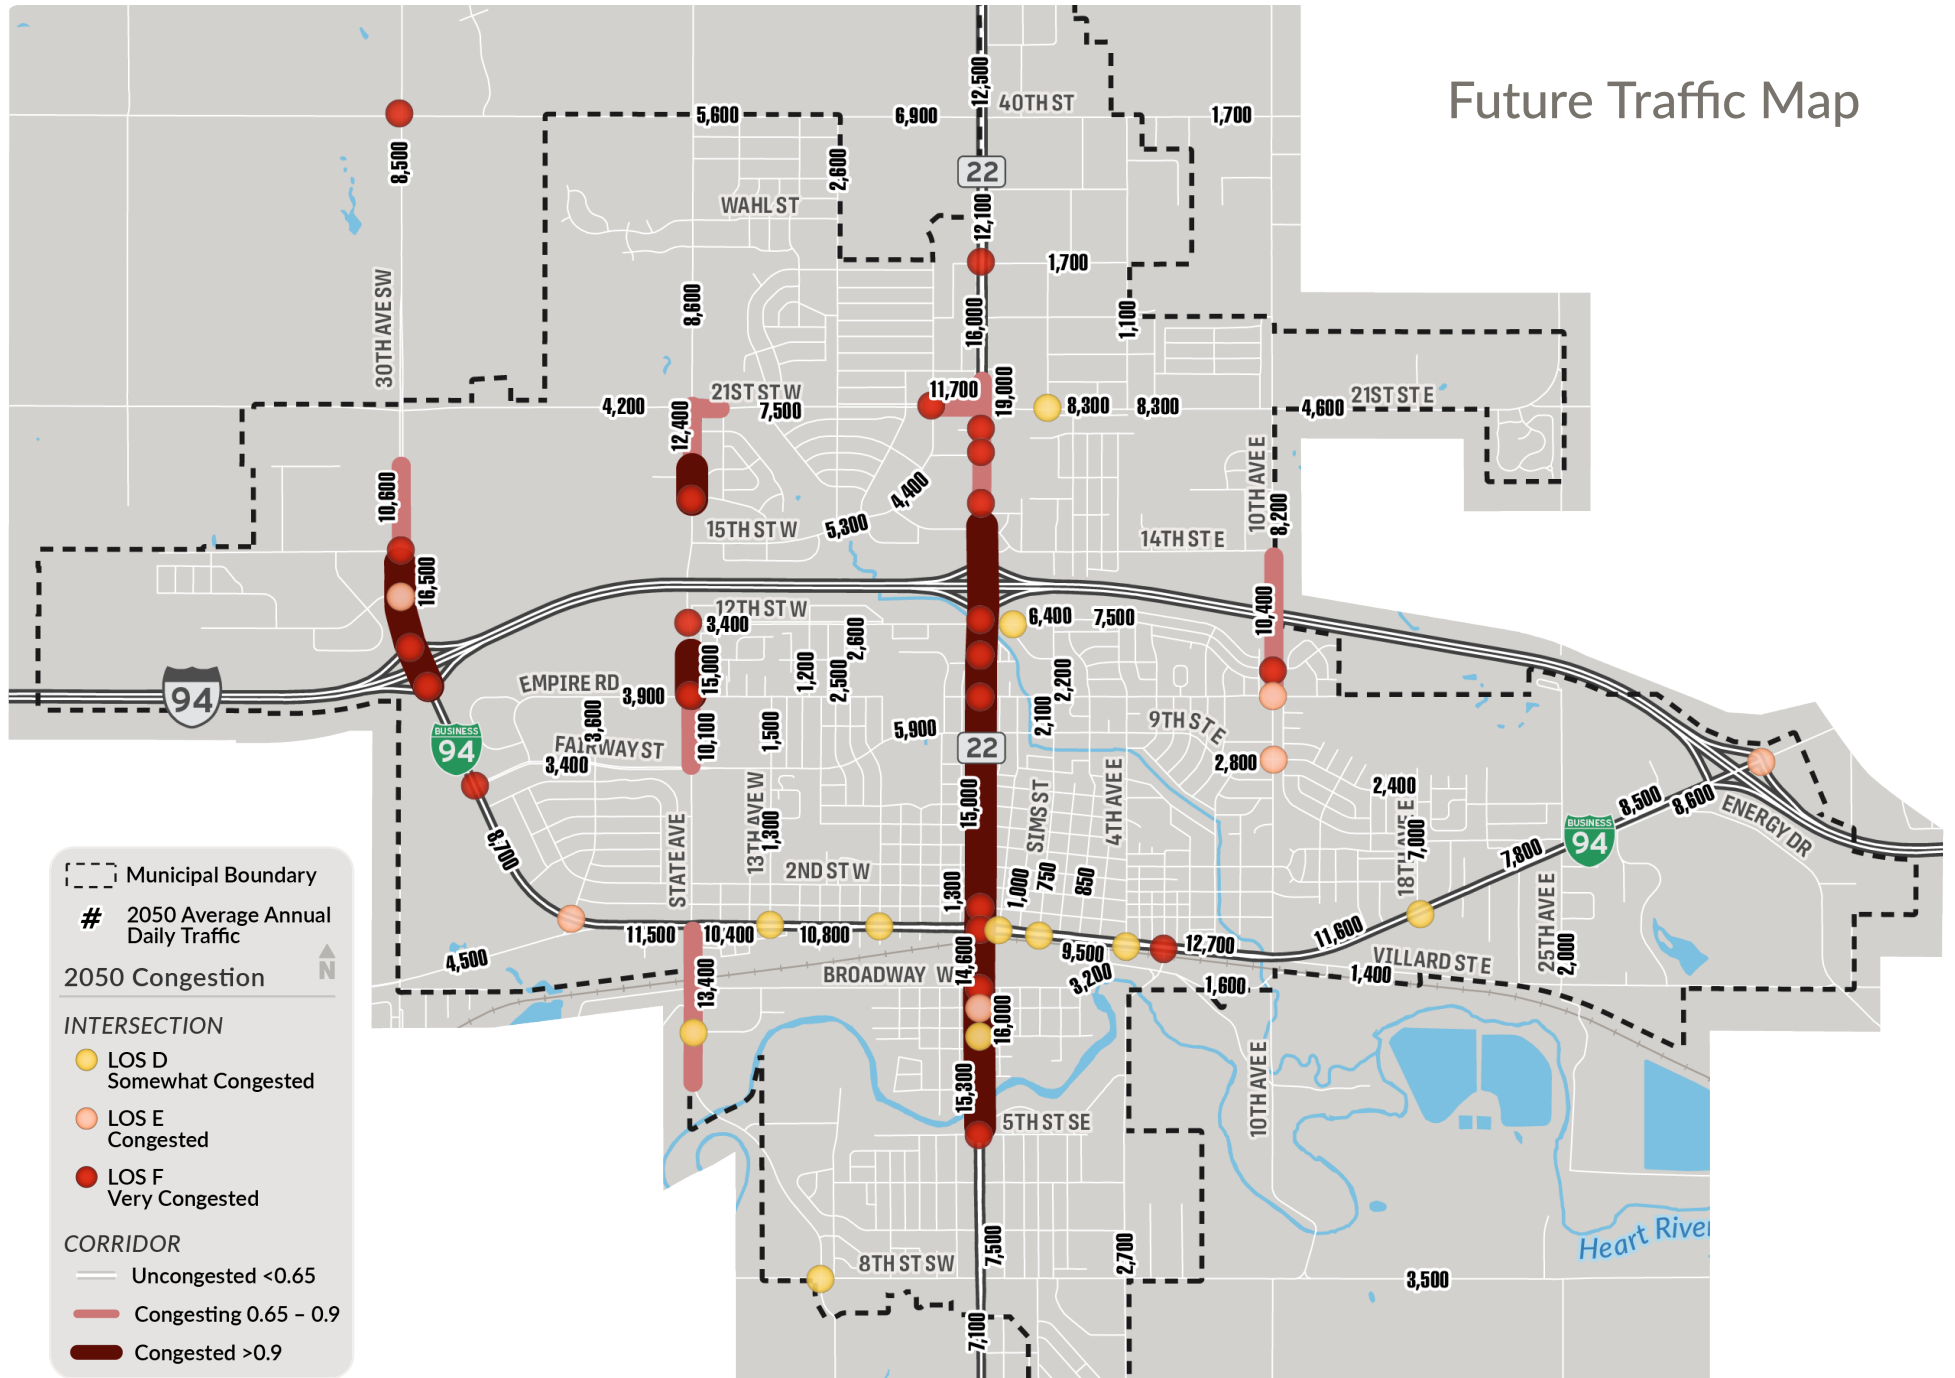 Future Traffic Map
12,500
40TH ST
5,600
6,900
1,700
8,500
2,600
22
WAHL ST
12,100
1,700
30TH AVE SW
8,600
16,000
1,100
21ST ST W
11,700
19,000
21ST ST E
4,200
12,400
7,500
8,300
8,300
4,600
10,600
4,400
10TH AVE E
8,200
15TH ST W
5,300
14TH ST E
16,500
12TH ST W
3,400
2,600
6,400
7,500
10,400
94
EMPIRE RD
3,900
15,000
1,200
2,500
2,200
3,600
10,100
1,500
5,900
2,100
9TH ST E
BUSINESS
94
FAIRWAY ST
3,400
22
2,800
2,400
8,500
8,600
ENERGY DR
8,700
STATE AVE
13TH AVE W
1,300
15,000
SIMS ST
4TH AVE E
18TH AVE E
7,000
7,800
BUSINESS
94
2ND ST W
1,300
1,000
750
850
25TH AVE E
2,000
11,500
10,400
10,800
14,600
9,500
12,700
11,600
VILLARD ST E
4,500
13,400
BROADWAY W
3,200
1,600
1,400
16,000
15,300
10TH AVE E
5TH ST SE
7,500
2,700
8TH ST SW
3,500
7,100
Heart River
Municipal Boundary
# 2050 Average Annual
Daily Traffic
N
2050 Congestion
INTERSECTION
LOS D
Somewhat Congested
LOS E
Congested
LOS F
Very Congested
CORRIDOR
Uncongested <0.65
Congesting 0.65 – 0.9
Congested >0.9